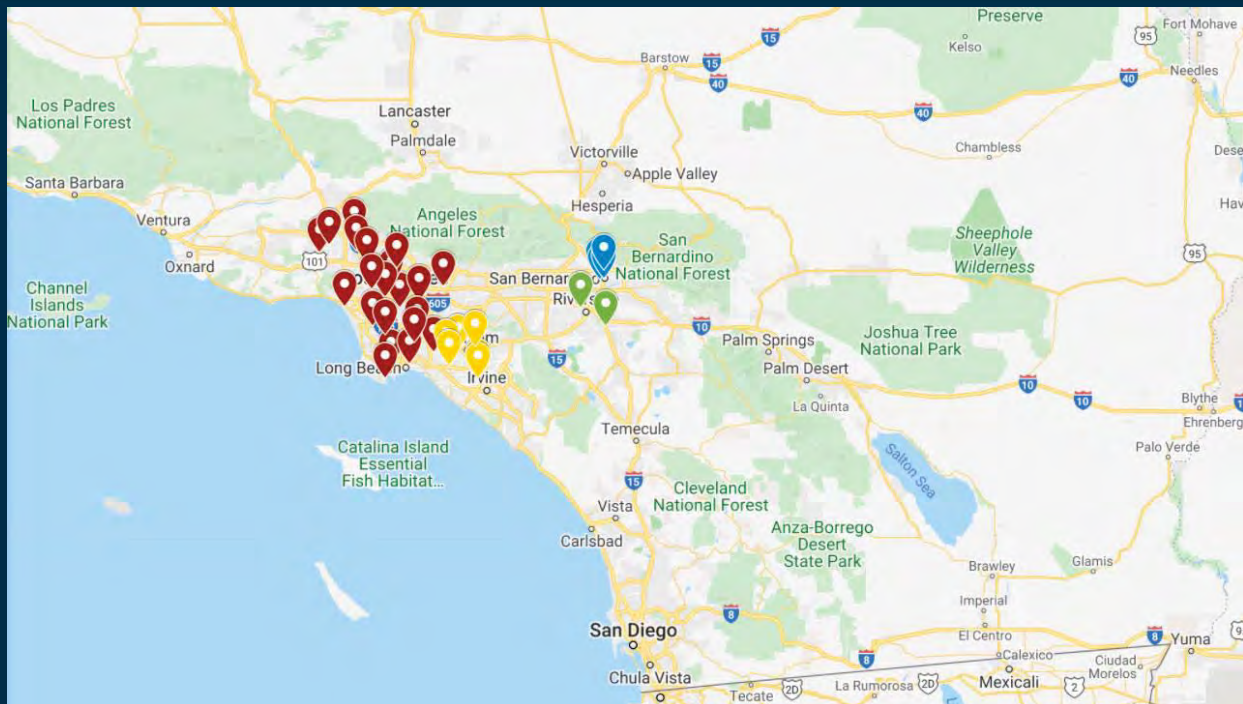 Preserve
Kelso
Fort Mohave
95
15
15
Barstow
40
40
Needles
40
Los Padres
National Forest
Lancaster
Palmdale
Victorville
Apple Valley
Chambless
Hesperia
Santa Barbara
Ventura
Oxnard
Angeles
National Forest
101
San
Bernardino
National Forest
Sheephole
Valley
Wilderness
95
Channel
Islands
National Park
605
San Bernar
10
Joshua Tree
National Park
Palm Springs
Palm Desert
10
10
La Quinta
Blythe
Ehrenberg
15
Irvine
Temecula
Palo Verde
Catalina Island
Essential
Fish Habitat...
15
Salton Sea
Cleveland
National Forest
Vista
Carlsbad
Anza-Borrego
Desert
State Park
Brawley
Glamis
Imperial
El Centro
San Diego
8
8
8
Yuma
Calexico
Chula Vista
Mexicali
Ciudad
Morelos
Tecate
2D
La Rumorosa
2D
2